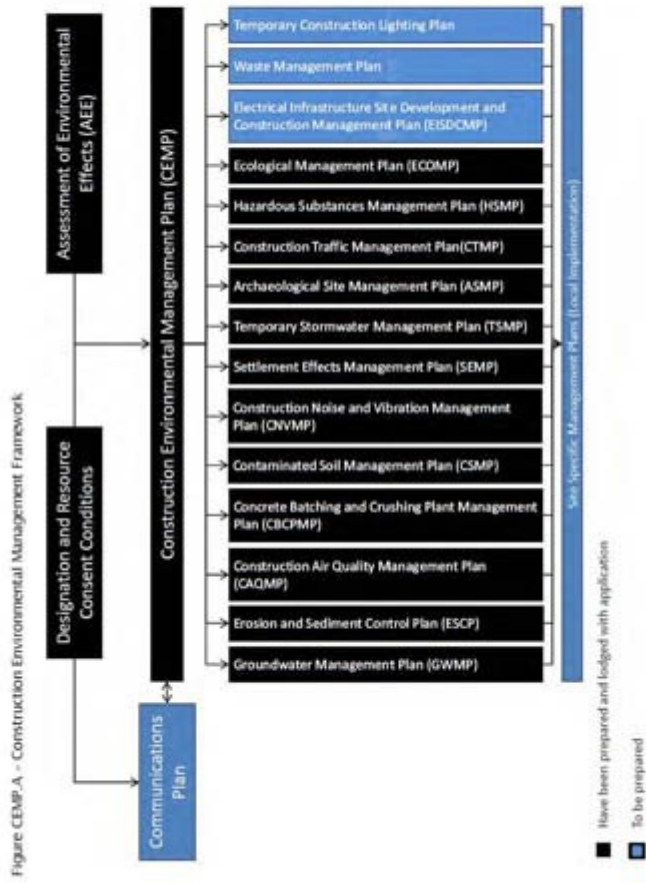 Figure CEMP.A - Construction Environmental Management Framework
Designation and Resource
Consent Conditions
Assessment of Environmental
Effects (AEE)
Communications
Plan
Construction Environmental Management Plan (CEMP)
Groundwater Management Plan (GWMP)
Erosion and Sediment Control Plan (ESCP)
Construction Air Quality Management Plan
(CAQMP)
Concrete Batching and Crushing Plant Management
Plan (CBCPMP)
Contaminated Soil Management Plan (CSMP)
Construction Noise and Vibration Management
Plan (CNVMP)
Settlement Effects Management Plan (SEMP)
Temporary Stormwater Management Plan (TSMP)
Archaeological Site Management Plan (ASMP)
Construction Traffic Management Plan(CTMP)
Hazardous Substances Management Plan (HSMP)
Ecological Management Plan (ECOMP)
Electrical Infrastructure Site Development and
Construction Management Plan (EISDCMP)
Waste Management Plan
Temporary Construction Lighting Plan
Site Specific Management Plans (Local Implementation)
Have been prepared and lodged with application
To be prepared